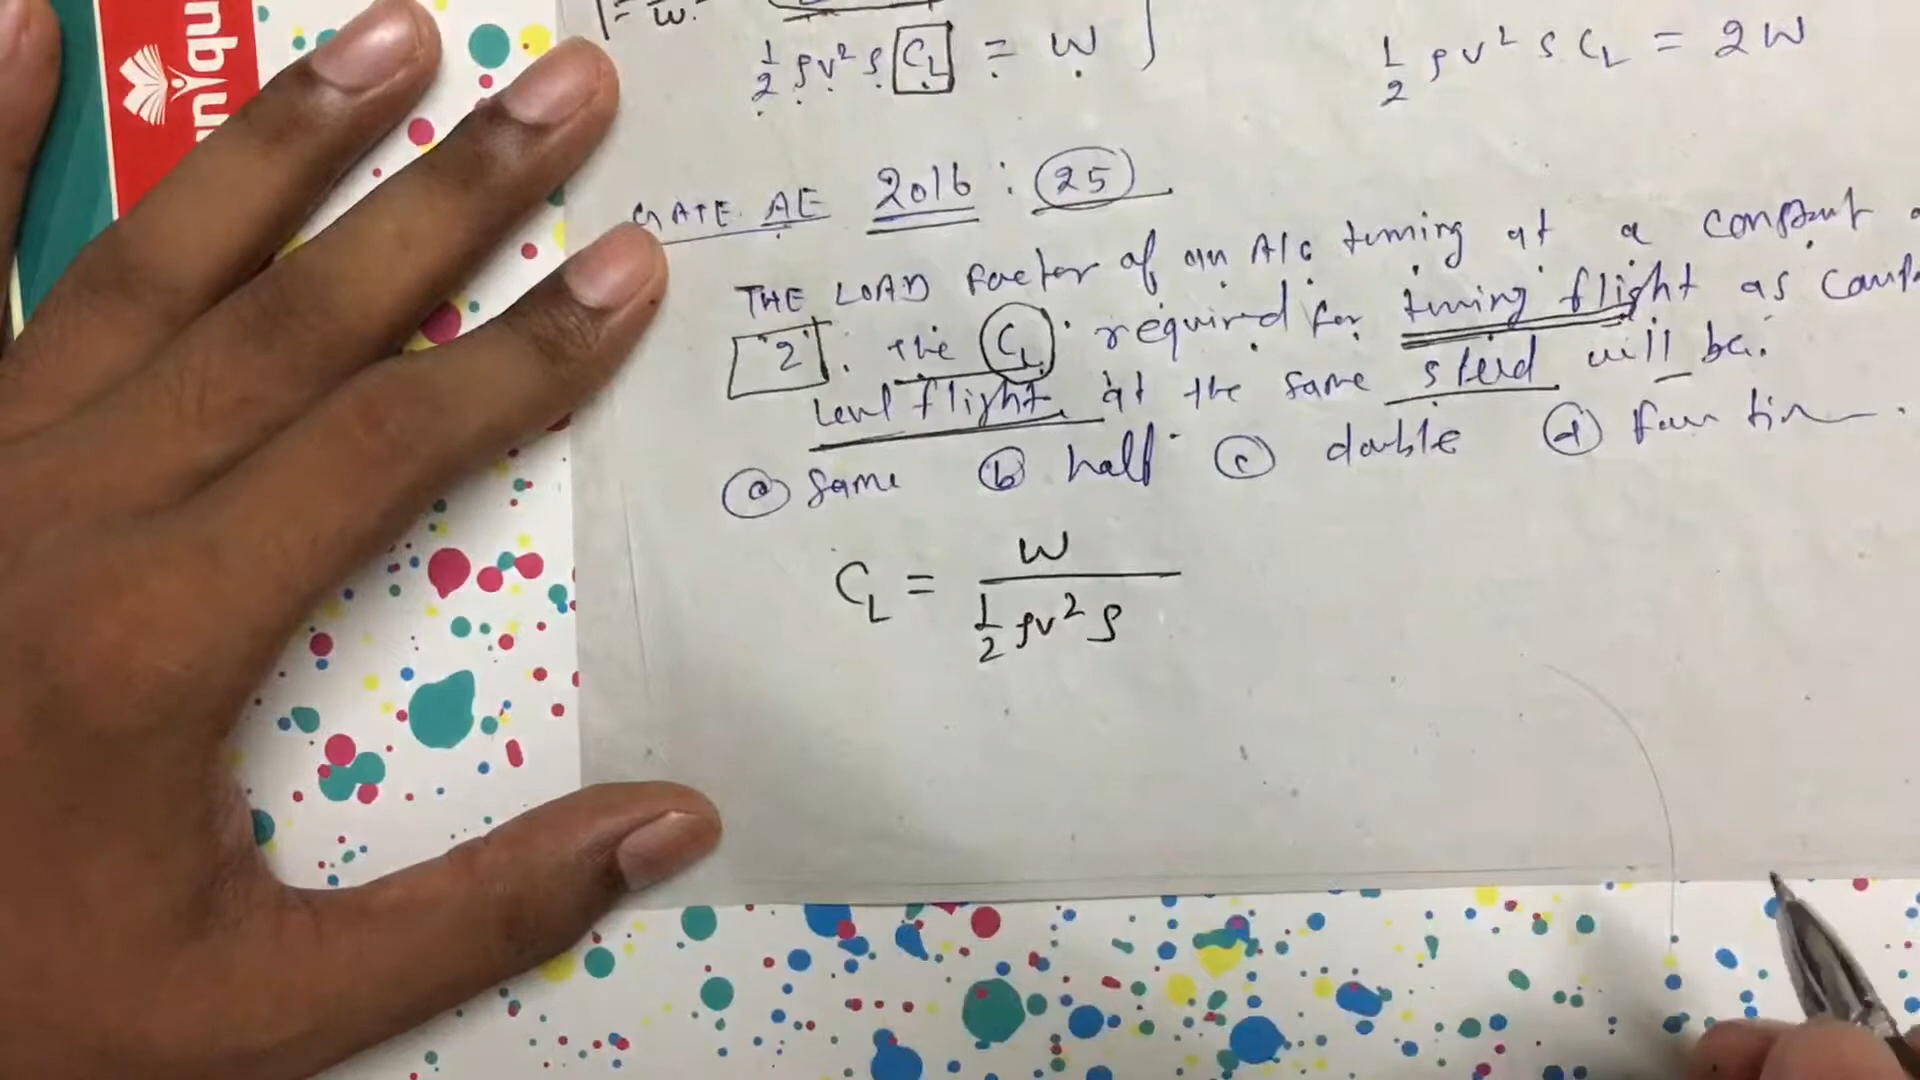 = W.
½ ρv² s C_L = W
½ ρv² S C_L = 2W
GATE AE 2016 : 25
THE LOAD Factor of an A/c turning at a constant
"2". the C_L required for turning flight as
level flight at the same speed will be.
(a) same (b) half (c) double (d) four time
C_L = W
½ ρv² S